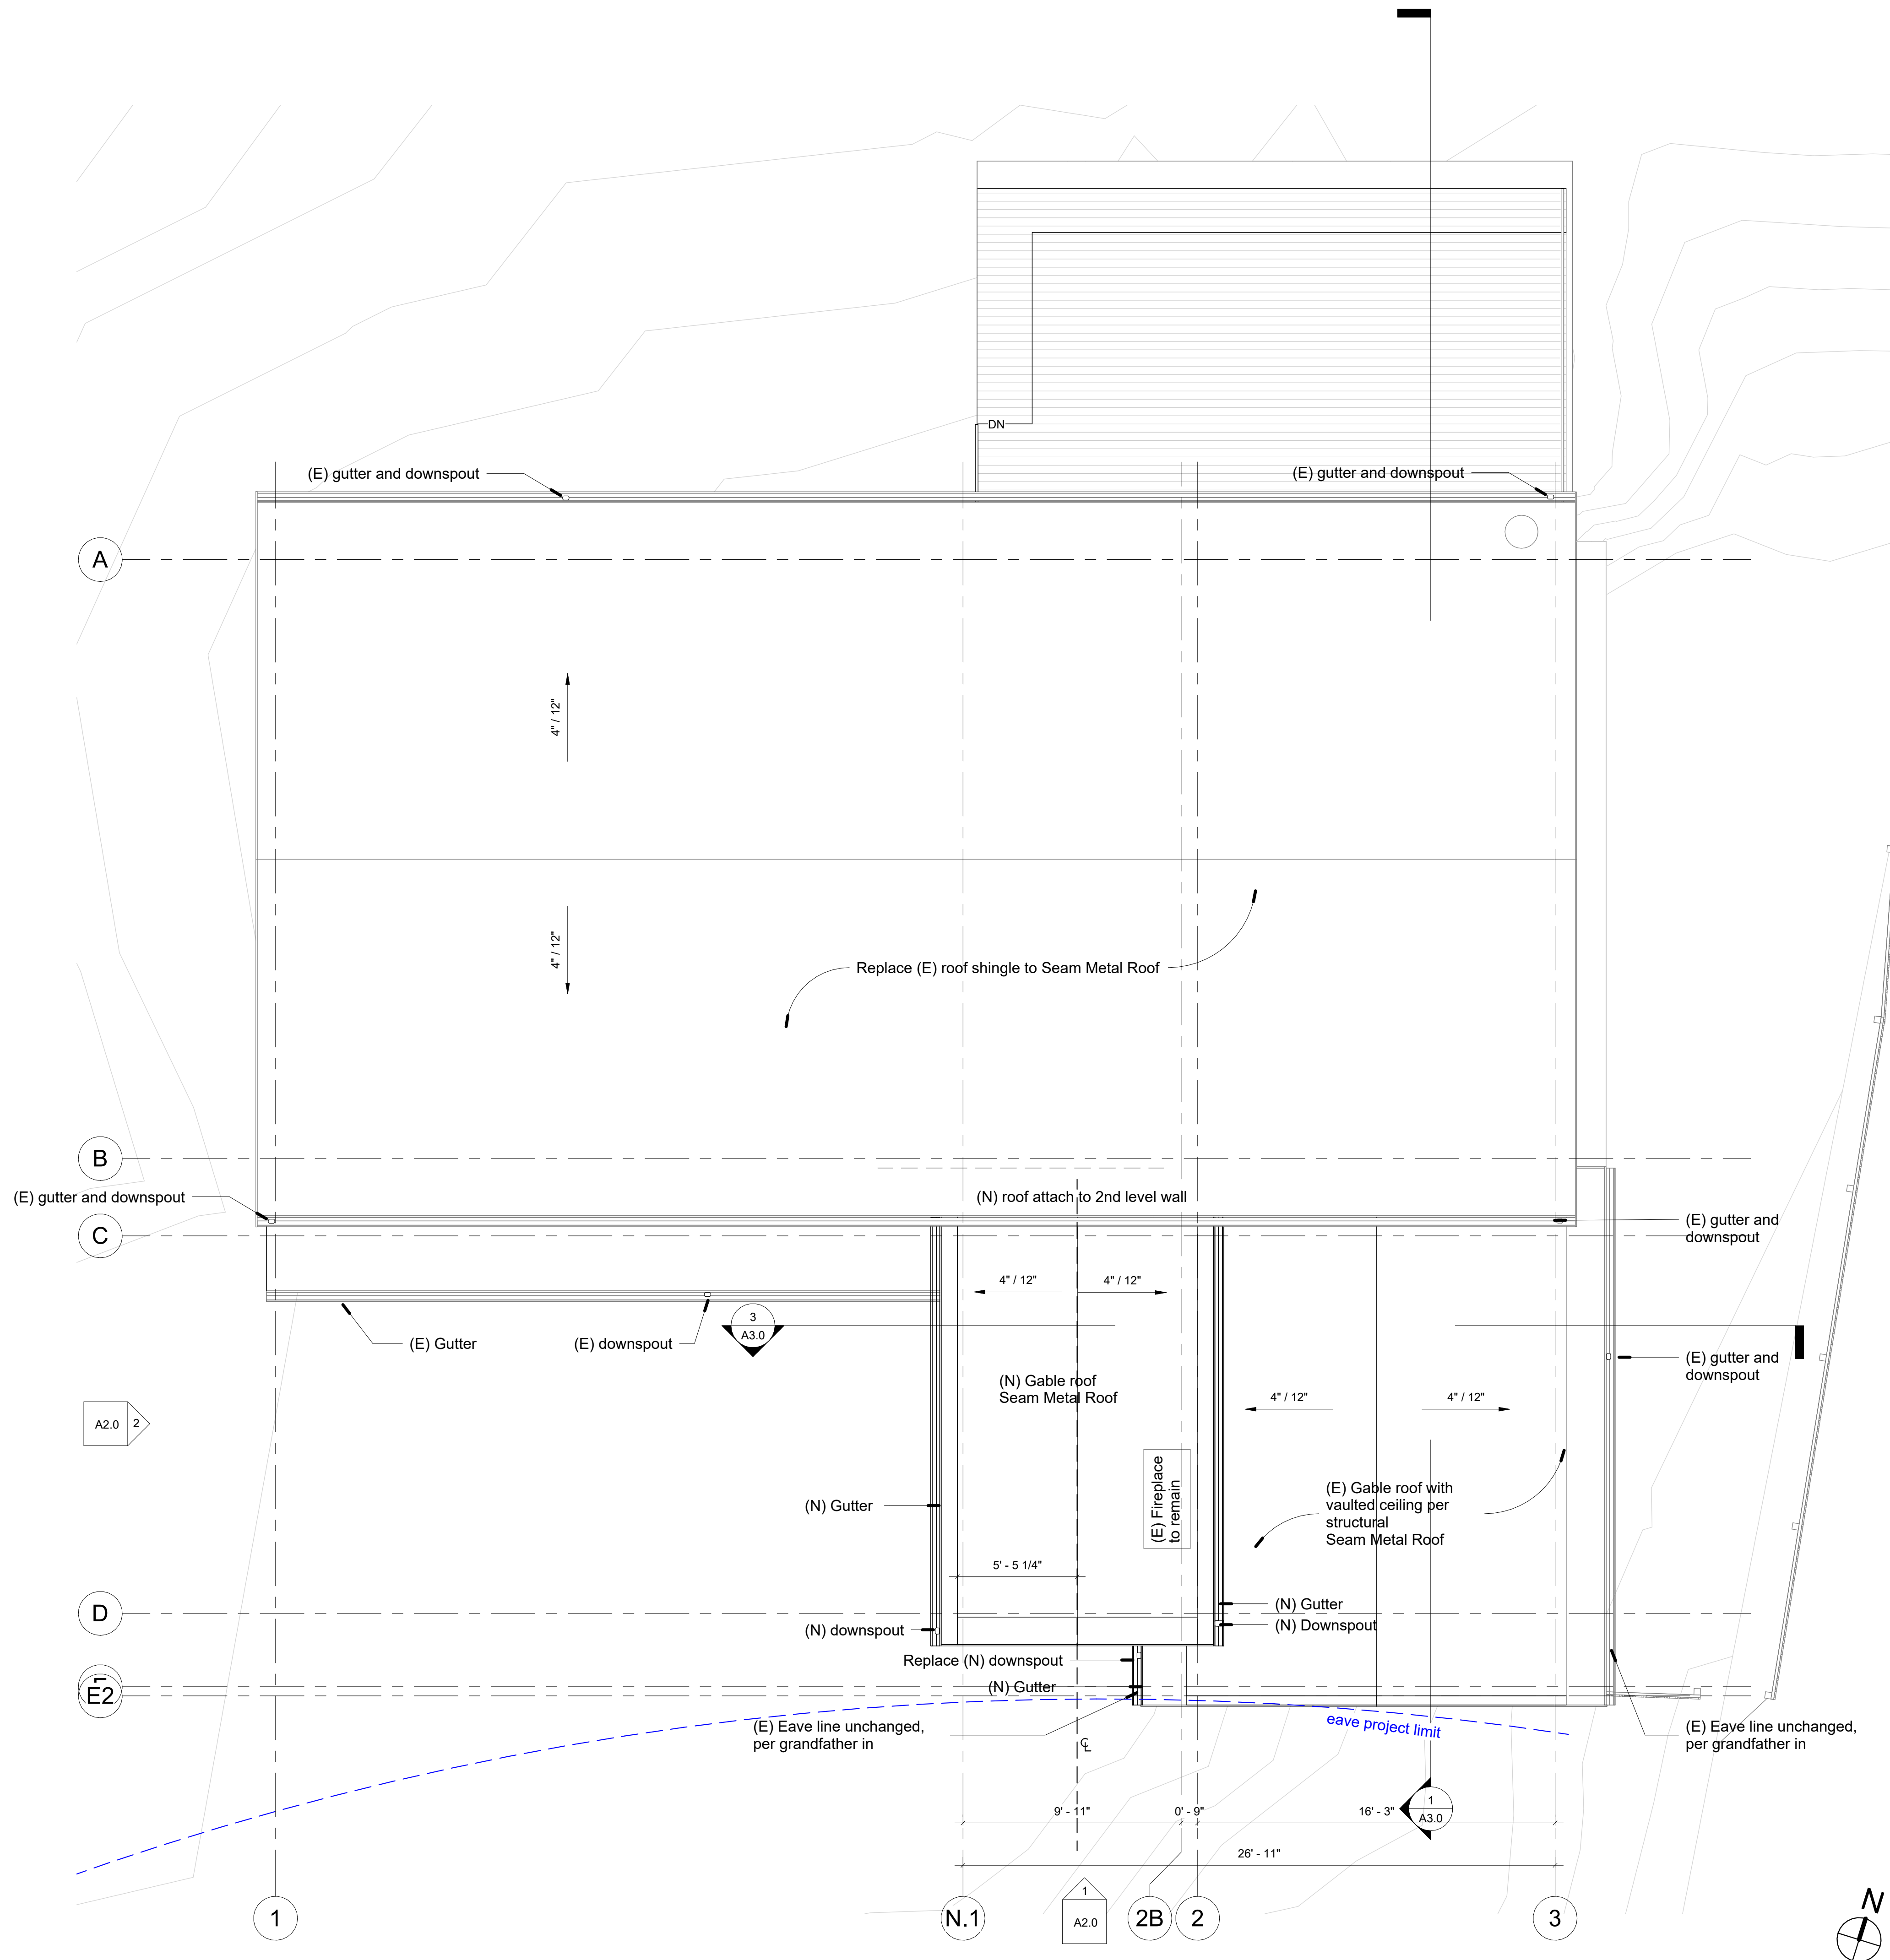 DN
(E) gutter and downspout
(E) gutter and downspout
A
4" / 12"
4" / 12"
Replace (E) roof shingle to Seam Metal Roof
B
(E) gutter and downspout
(N) roof attach to 2nd level wall
C
(E) gutter and
downspout
4" / 12"
4" / 12"
3
A3.0
(E) Gutter
(E) downspout
(E) gutter and
downspout
(N) Gable roof
Seam Metal Roof
4" / 12"
4" / 12"
A2.0
2
(E) Fireplace
to remain
(E) Gable roof with
vaulted ceiling per
structural
Seam Metal Roof
(N) Gutter
5' - 5 1/4"
D
(N) Gutter
(N) downspout
(N) Downspout
Replace (N) downspout
(N) Gutter
E2
(E) Eave line unchanged,
per grandfather in
eave project limit
(E) Eave line unchanged,
per grandfather in
℄
9' - 11"
0' - 9"
16' - 3"
1
A3.0
26' - 11"
1
N.1
1
A2.0
2B
2
3
N